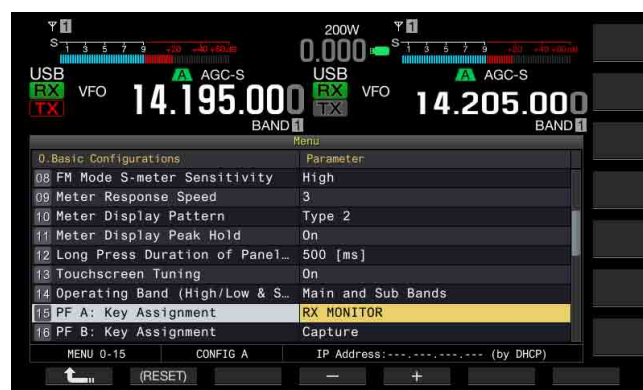 1 200W 1
S 1 3 5 7 9 +20 +40 +60dB 0.000 S 1 3 5 7 9 +20 +40 +60dB
USB A AGC-S USB A AGC-S
RX VFO 14.195.000 RX VFO 14.205.000
TX TX
BAND 1 BAND 1
Menu
0.Basic Configurations Parameter
08 FM Mode S-meter Sensitivity High
09 Meter Response Speed 3
10 Meter Display Pattern Type 2
11 Meter Display Peak Hold On
12 Long Press Duration of Panel… 500 [ms]
13 Touchscreen Tuning On
14 Operating Band (High/Low & S… Main and Sub Bands
15 PF A: Key Assignment RX MONITOR
16 PF B: Key Assignment Capture
MENU 0-15 CONFIG A IP Address:---.---.---.--- (by DHCP)
(RESET) − +